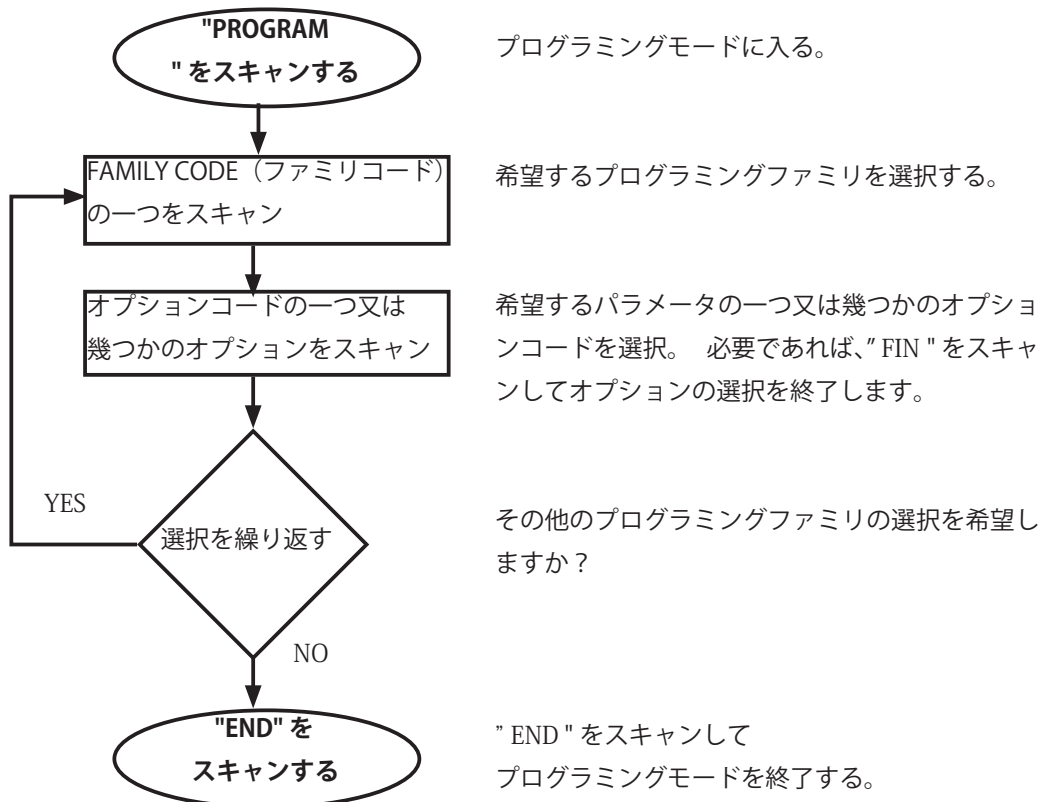 "PROGRAM
" をスキャンする
プログラミングモードに入る。
FAMILY CODE（ファミリコード）
の一つをスキャン
希望するプログラミングファミリを選択する。
オプションコードの一つ又は
幾つかのオプションをスキャン
希望するパラメータの一つ又は幾つかのオプショ
ンコードを選択。 必要であれば、" FIN " をスキャ
ンしてオプションの選択を終了します。
YES
選択を繰り返す
その他のプログラミングファミリの選択を希望し
ますか？
NO
"END" を
スキャンする
" END " をスキャンして
プログラミングモードを終了する。